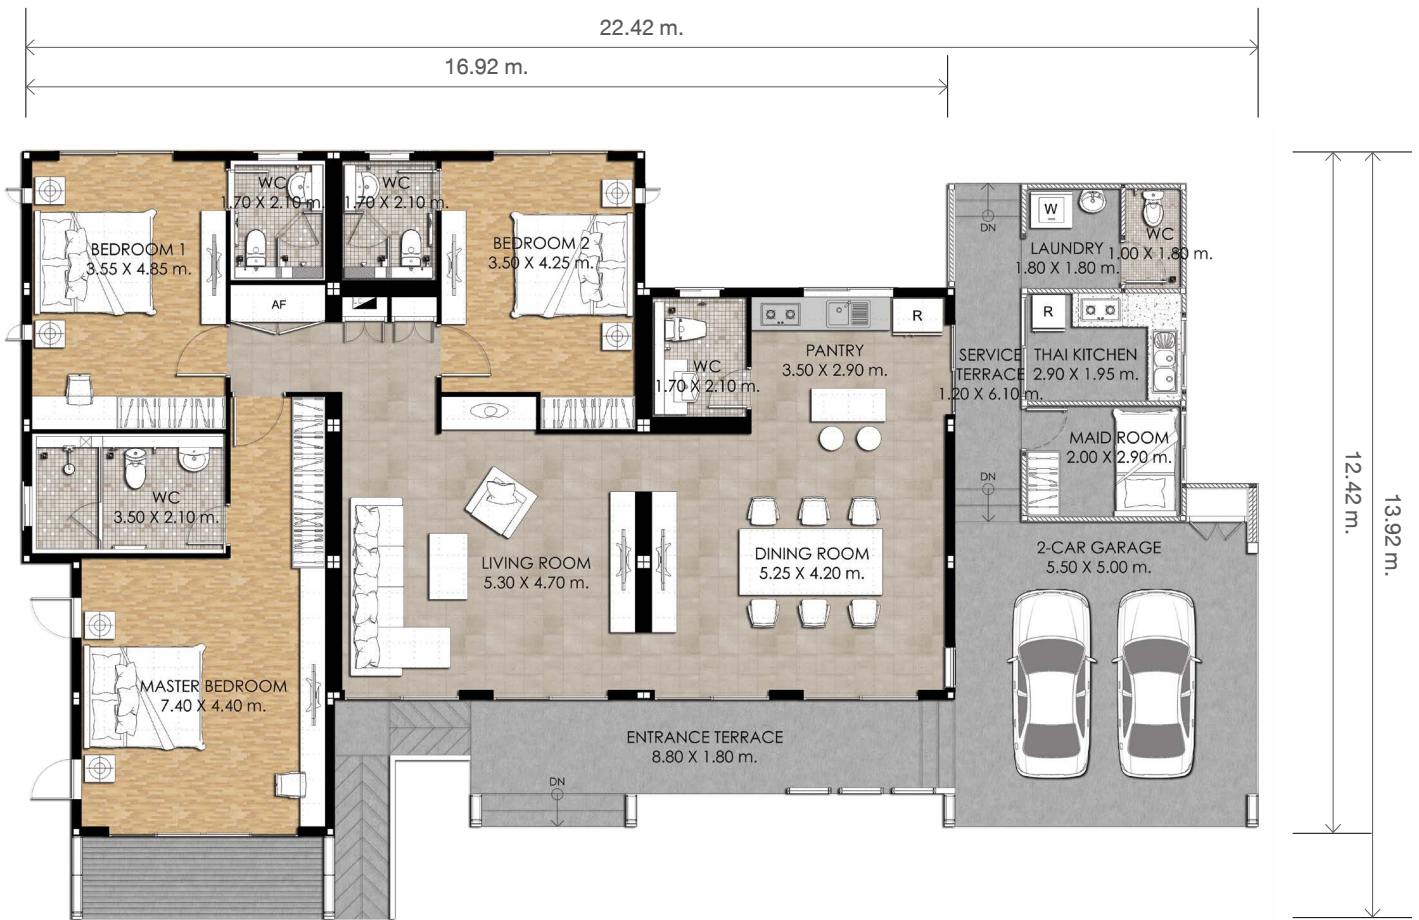 22.42 m.
16.92 m.
WC
1.70 X 2.10 m.
WC
1.70 X 2.10 m.
BEDROOM 1
3.55 X 4.85 m.
BEDROOM 2
3.50 X 4.25 m.
AF
DN
W
LAUNDRY
1.80 X 1.80 m.
WC
1.00 X 1.80 m.
R
R
PANTRY
3.50 X 2.90 m.
WC
1.70 X 2.10 m.
SERVICE
TERRACE
1.20 X 6.10 m.
THAI KITCHEN
2.90 X 1.95 m.
MAID ROOM
2.00 X 2.90 m.
DN
WC
3.50 X 2.10 m.
LIVING ROOM
5.30 X 4.70 m.
DINING ROOM
5.25 X 4.20 m.
2-CAR GARAGE
5.50 X 5.00 m.
MASTER BEDROOM
7.40 X 4.40 m.
ENTRANCE TERRACE
8.80 X 1.80 m.
DN
12.42 m.
13.92 m.